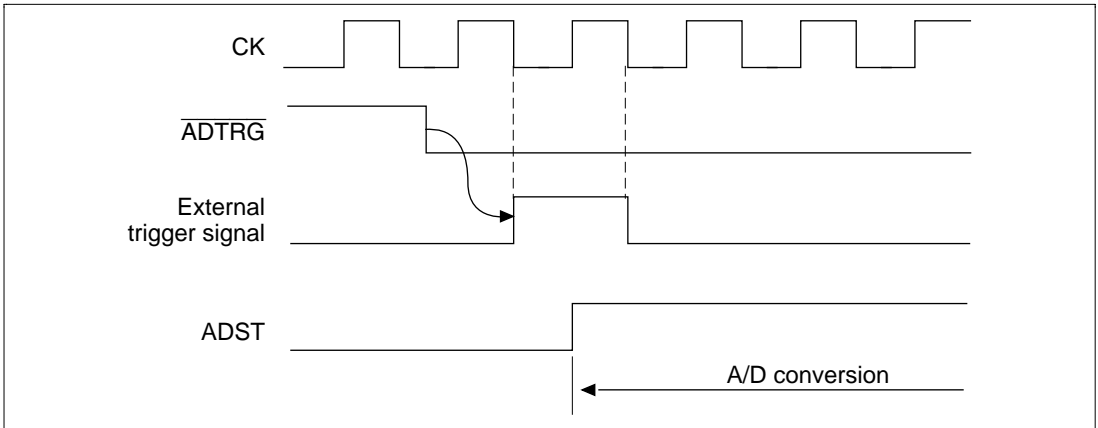 CK
ADTRG
External
trigger signal
ADST
A/D conversion